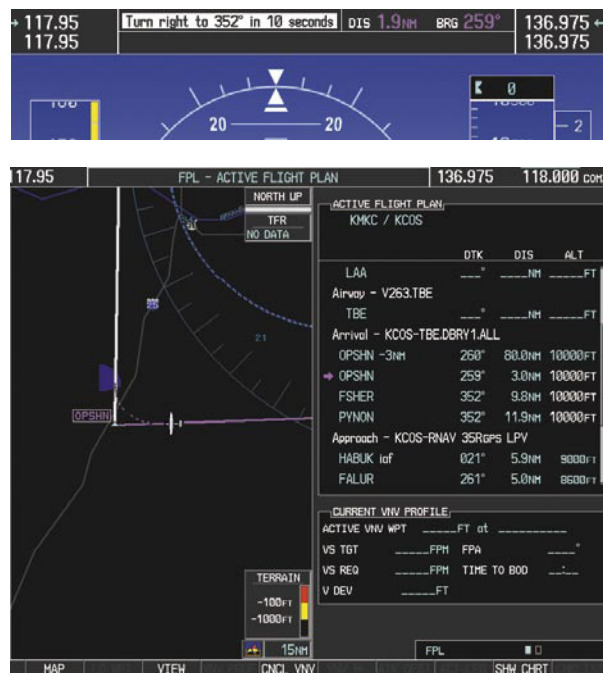 117.95 Turn right to 352° in 10 seconds DIS 1.9NM BRG 259° 136.975
117.95 136.975
20 20
0
2
17.95 FPL - ACTIVE FLIGHT PLAN 136.975 118.000 COM
NORTH UP
TFR
NO DATA
21
OPSHN
ACTIVE FLIGHT PLAN
KMKC / KCOS
DTK DIS ALT
LAA ___° ____NM _____FT
Airway - V263.TBE
TBE ___° ____NM _____FT
Arrival - KCOS-TBE.DBRY1.ALL
OPSHN -3NM 260° 80.0NM 10000FT
OPSHN 259° 3.0NM 10000FT
FSHER 352° 9.8NM 10000FT
PYNON 352° 11.9NM 10000FT
Approach - KCOS-RNAV 35RGPS LPV
HABUK iaf 021° 5.9NM 9000FT
FALUR 261° 5.0NM 8600FT
CURRENT VNV PROFILE
ACTIVE VNV WPT _____FT at __________
VS TGT _____FPM FPA ____°
VS REQ _____FPM TIME TO BOD __:__
V DEV _____FT
TERRAIN
-100FT
-1000FT
15NM
FPL
MAP VIEW CNCL VNV SHW CHRT